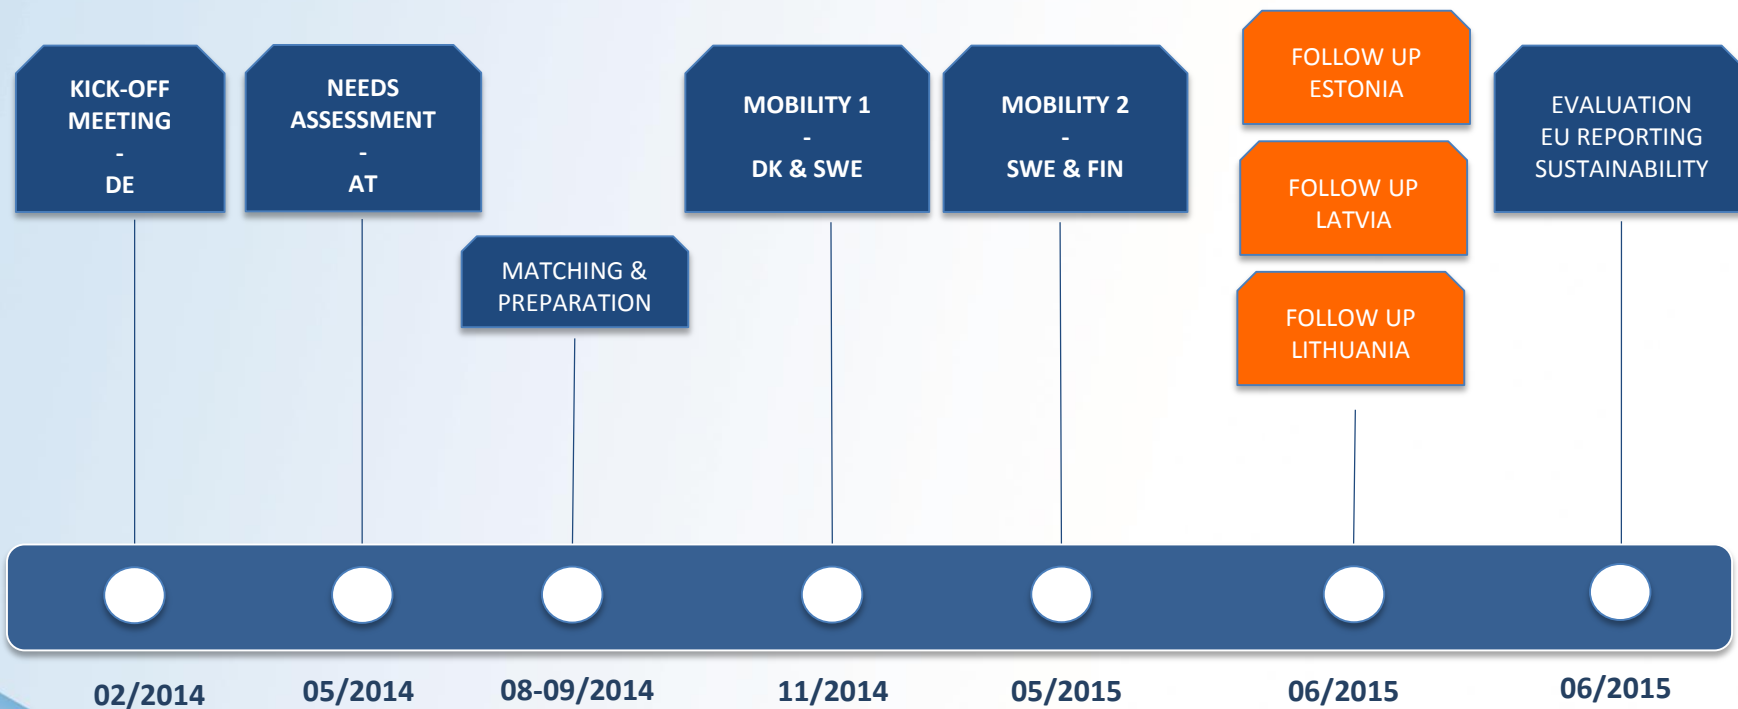 KICK-OFF
MEETING
-
DE
NEEDS
ASSESSMENT
-
AT
MATCHING &
PREPARATION
MOBILITY 1
-
DK & SWE
MOBILITY 2
-
SWE & FIN
FOLLOW UP
ESTONIA
FOLLOW UP
LATVIA
FOLLOW UP
LITHUANIA
EVALUATION
EU REPORTING
SUSTAINABILITY
02/2014
05/2014
08-09/2014
11/2014
05/2015
06/2015
06/2015